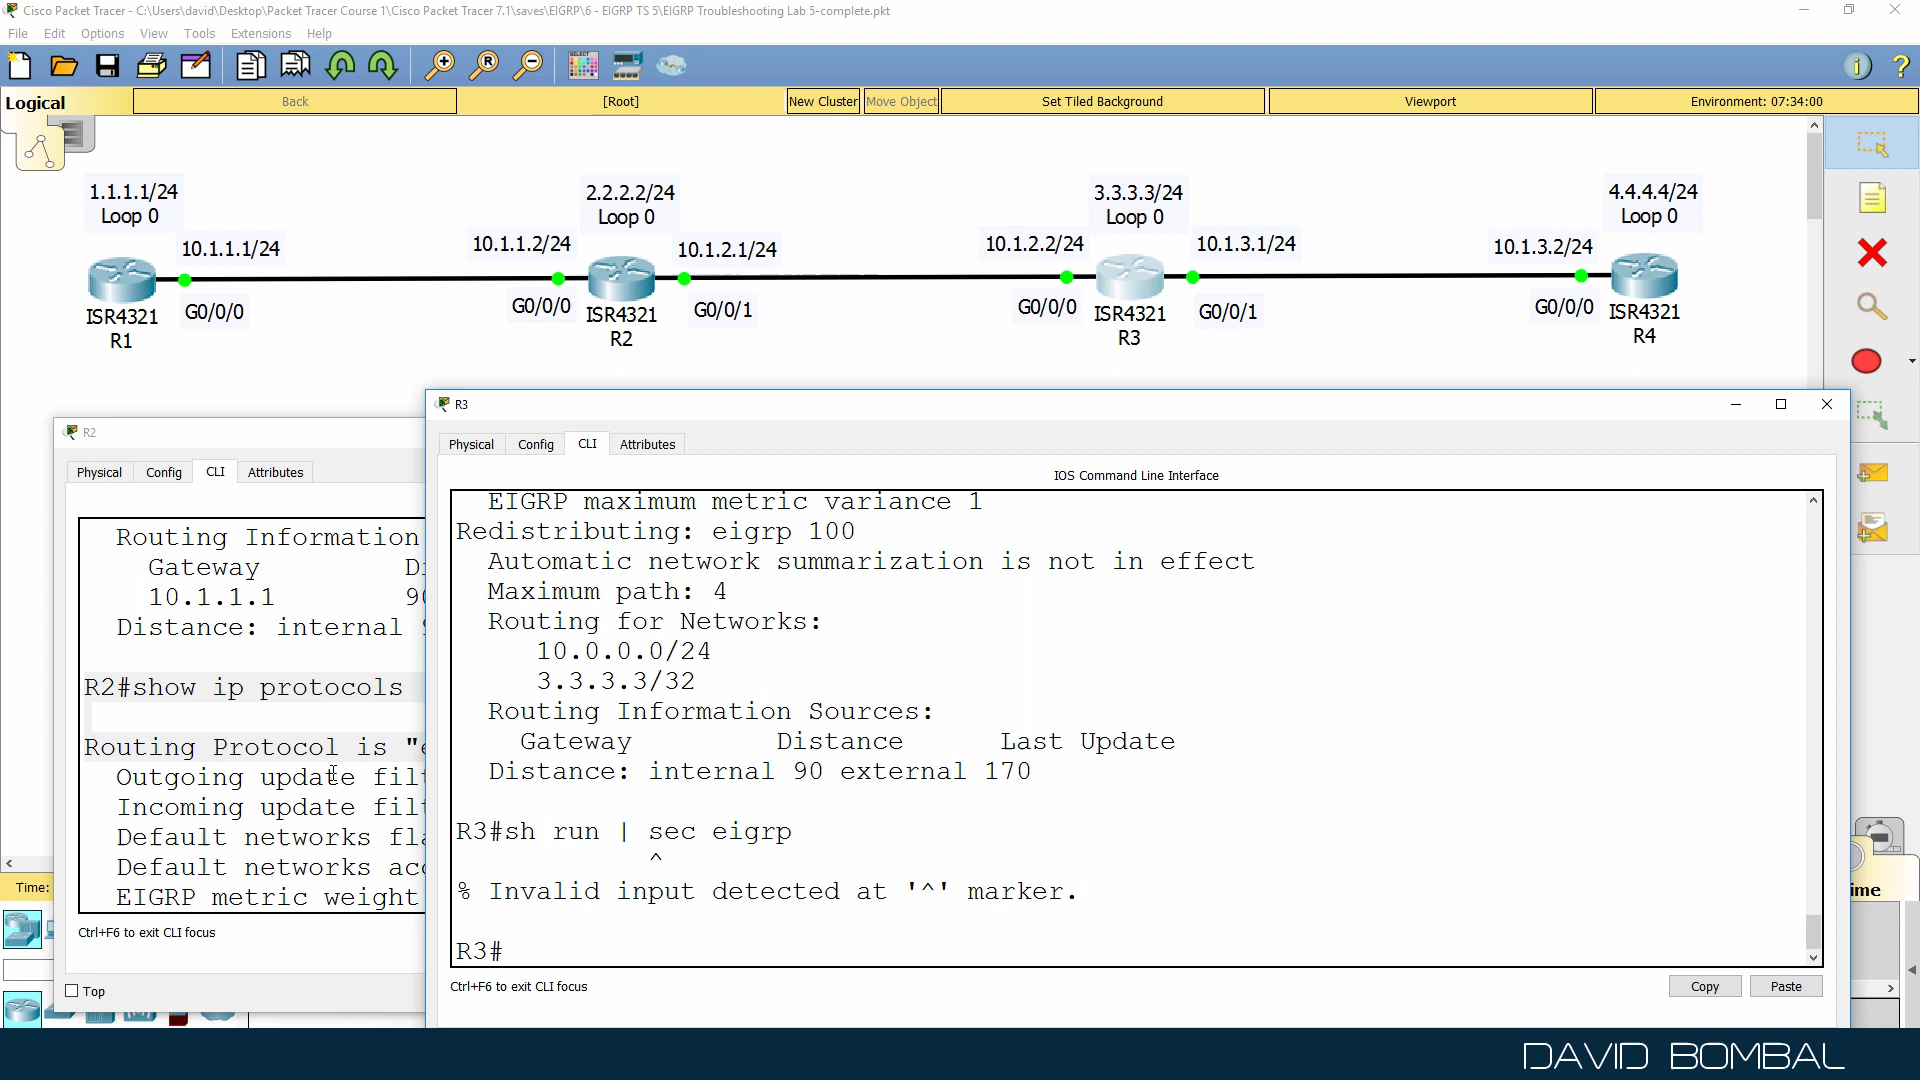 Cisco Packet Tracer - C:\Users\david\Desktop\Packet Tracer Course 1\Cisco Packet Tracer 7.1\saves\EIGRP\6 - EIGRP TS 5\EIGRP Troubleshooting Lab 5-complete.pkt
File Edit Options View Tools Extensions Help
Logical Back [Root] New Cluster Move Object Set Tiled Background Viewport Environment: 07:34:00
1.1.1.1/24 2.2.2.2/24 3.3.3.3/24 4.4.4.4/24
Loop 0 Loop 0 Loop 0 Loop 0
10.1.1.1/24 10.1.1.2/24 10.1.2.1/24 10.1.2.2/24 10.1.3.1/24 10.1.3.2/24
G0/0/0 G0/0/0 G0/0/1 G0/0/0 G0/0/1 G0/0/0
ISR4321 ISR4321 ISR4321 ISR4321
R1 R2 R3 R4
R2
Physical Config CLI Attributes
Routing Information
Gateway
10.1.1.1
Distance: internal
R2#show ip protocols
Routing Protocol is "
Outgoing update filt
Incoming update filt
Default networks fla
Default networks acc
EIGRP metric weight
Ctrl+F6 to exit CLI focus
Top
Time:
R3
Physical Config CLI Attributes
IOS Command Line Interface
EIGRP maximum metric variance 1
Redistributing: eigrp 100
Automatic network summarization is not in effect
Maximum path: 4
Routing for Networks:
10.0.0.0/24
3.3.3.3/32
Routing Information Sources:
Gateway Distance Last Update
Distance: internal 90 external 170
R3#sh run | sec eigrp
^
% Invalid input detected at '^' marker.
R3#
Ctrl+F6 to exit CLI focus
Copy Paste
DAVID BOMBAL